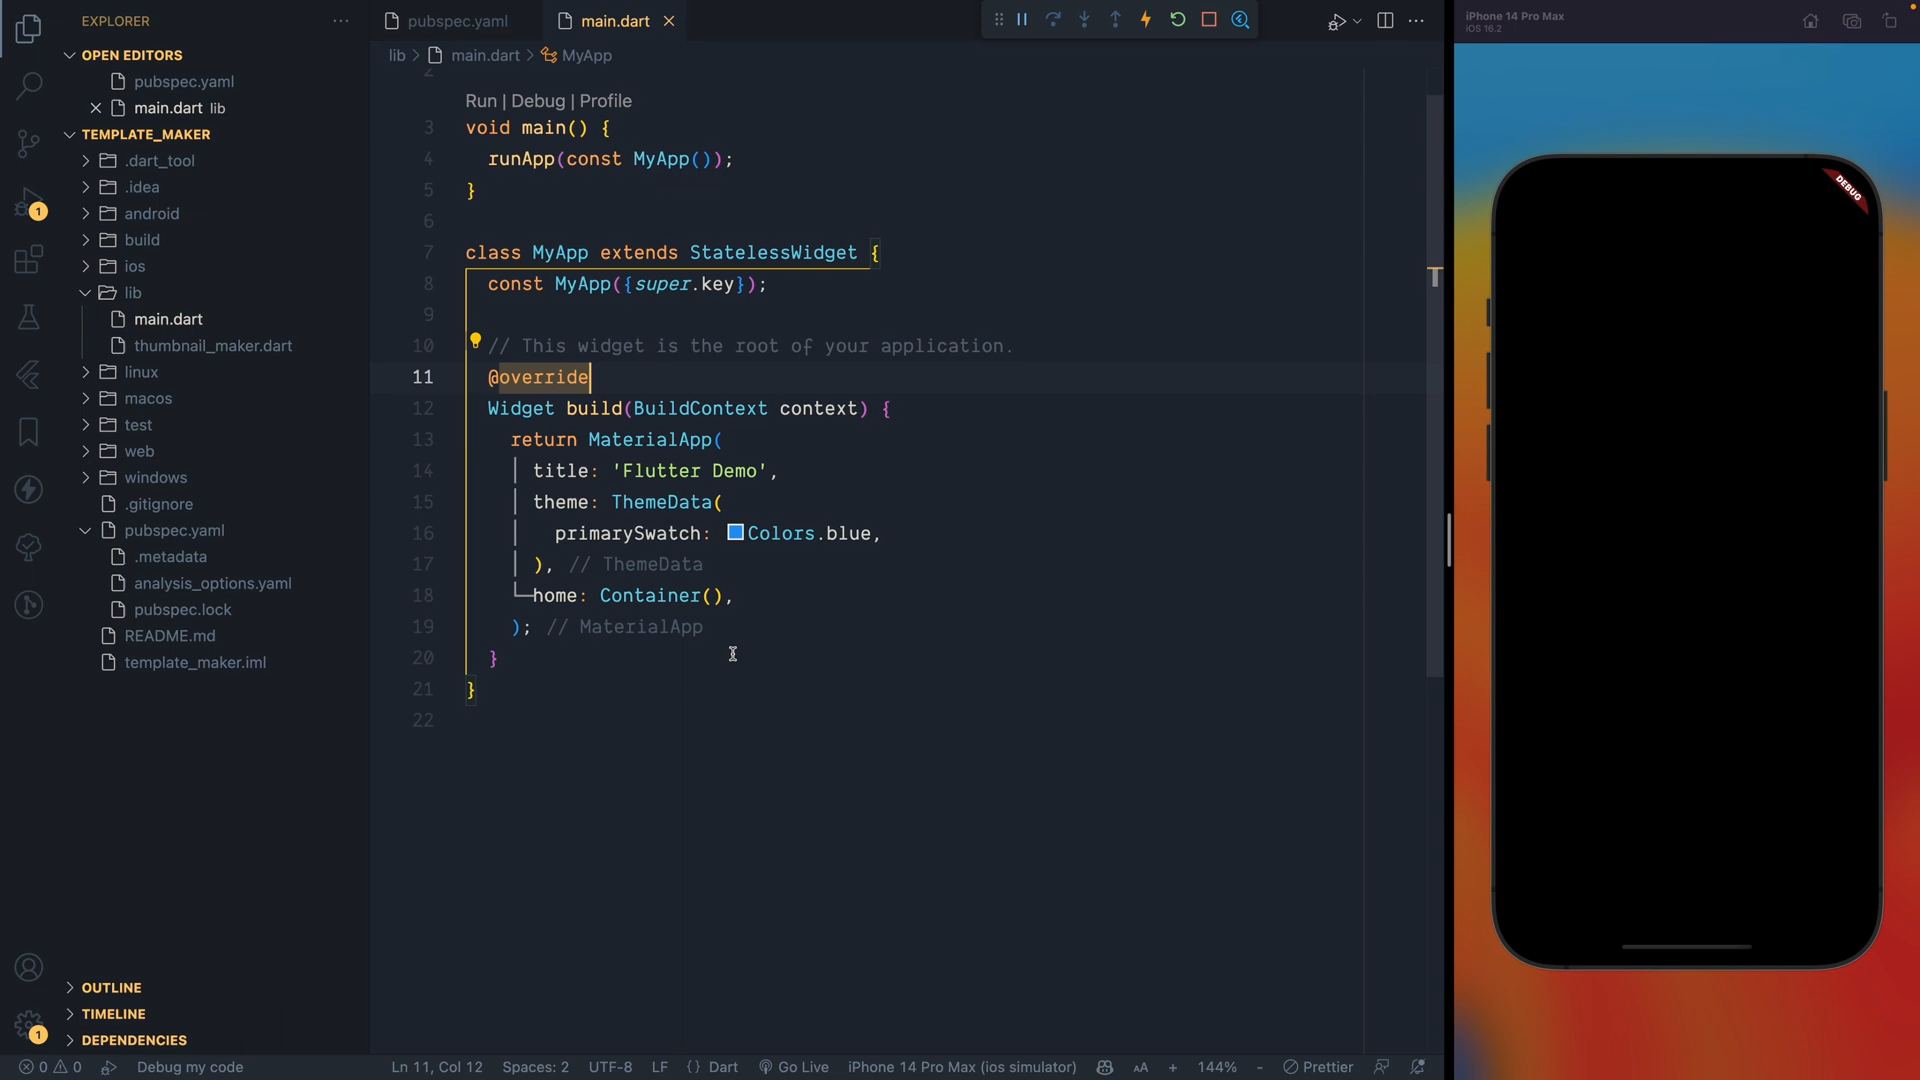 EXPLORER
OPEN EDITORS
pubspec.yaml
main.dart lib
TEMPLATE_MAKER
.dart_tool
.idea
android
build
ios
lib
main.dart
thumbnail_maker.dart
linux
macos
test
web
windows
.gitignore
pubspec.yaml
.metadata
analysis_options.yaml
pubspec.lock
README.md
template_maker.iml
OUTLINE
TIMELINE
DEPENDENCIES
1
1
pubspec.yaml
main.dart
lib > main.dart > MyApp
2
Run | Debug | Profile
3 void main() {
4 runApp(const MyApp());
5 }
6
7 class MyApp extends StatelessWidget {
8 const MyApp({super.key});
9
10 // This widget is the root of your application.
11 @override
12 Widget build(BuildContext context) {
13 return MaterialApp(
14 title: 'Flutter Demo',
15 theme: ThemeData(
16 primarySwatch: Colors.blue,
17 ), // ThemeData
18 home: Container(),
19 ); // MaterialApp
20 }
21 }
22
iPhone 14 Pro Max
iOS 16.2
DEBUG
0 0 Debug my code Ln 11, Col 12 Spaces: 2 UTF-8 LF {} Dart Go Live iPhone 14 Pro Max (ios simulator) AA + 144% - Prettier